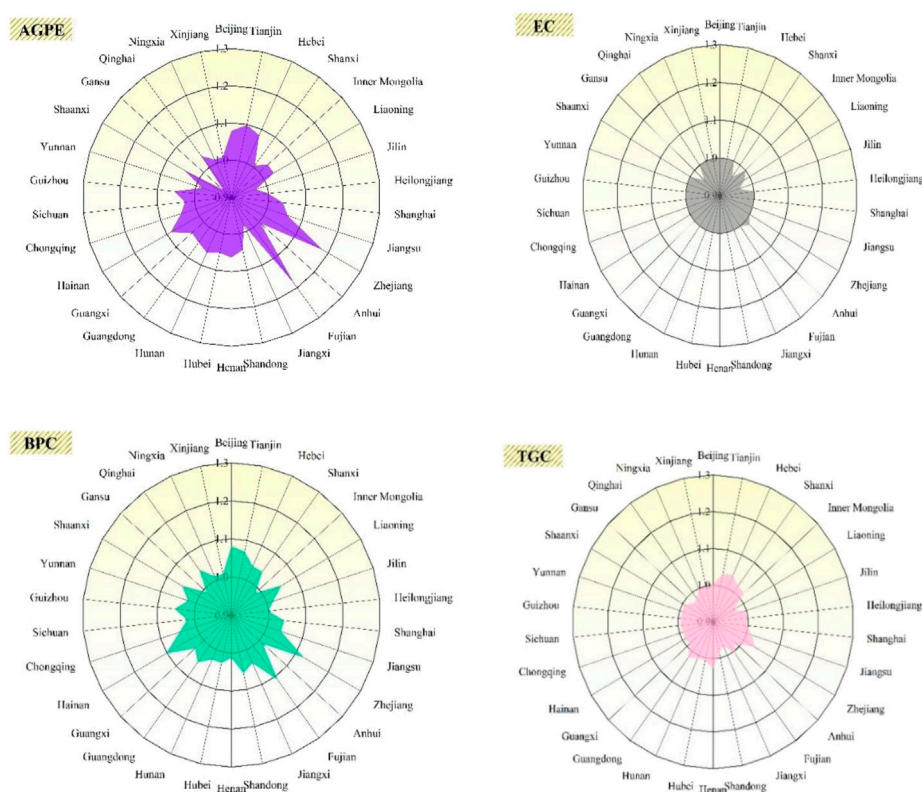 AGPE
Beijing
Tianjin
Hebei
Shanxi
Inner Mongolia
Liaoning
Jilin
Heilongjiang
Shanghai
Jiangsu
Zhejiang
Anhui
Fujian
Jiangxi
Shandong
Henan
Hubei
Hunan
Guangdong
Guangxi
Hainan
Chongqing
Sichuan
Guizhou
Yunnan
Shaanxi
Gansu
Qinghai
Ningxia
Xinjiang
1.3
1.2
1.1
1.0
EC
Beijing
Tianjin
Hebei
Shanxi
Inner Mongolia
Liaoning
Jilin
Heilongjiang
Shanghai
Jiangsu
Zhejiang
Anhui
Fujian
Jiangxi
Shandong
Henan
Hubei
Hunan
Guangdong
Guangxi
Hainan
Chongqing
Sichuan
Guizhou
Yunnan
Shaanxi
Gansu
Qinghai
Ningxia
Xinjiang
1.3
1.2
1.1
1.0
BPC
Beijing
Tianjin
Hebei
Shanxi
Inner Mongolia
Liaoning
Jilin
Heilongjiang
Shanghai
Jiangsu
Zhejiang
Anhui
Fujian
Jiangxi
Shandong
Henan
Hubei
Hunan
Guangdong
Guangxi
Hainan
Chongqing
Sichuan
Guizhou
Yunnan
Shaanxi
Gansu
Qinghai
Ningxia
Xinjiang
1.3
1.2
1.1
1.0
TGC
Beijing
Tianjin
Hebei
Shanxi
Inner Mongolia
Liaoning
Jilin
Heilongjiang
Shanghai
Jiangsu
Zhejiang
Anhui
Fujian
Jiangxi
Shandong
Henan
Hubei
Hunan
Guangdong
Guangxi
Hainan
Chongqing
Sichuan
Guizhou
Yunnan
Shaanxi
Gansu
Qinghai
Ningxia
Xinjiang
1.3
1.2
1.1
1.0